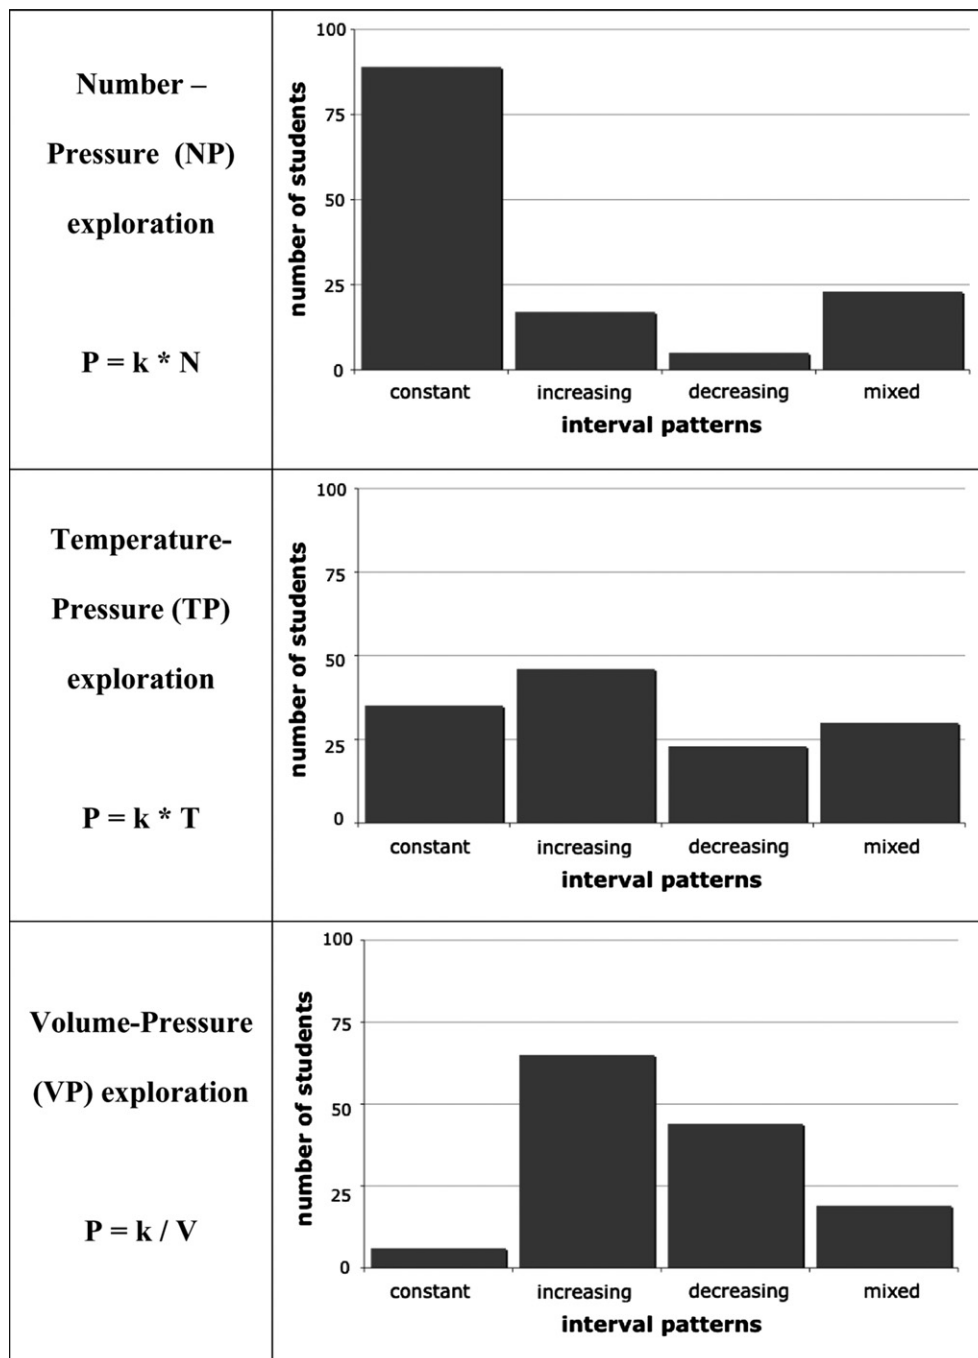 Number –
Pressure (NP)
exploration
P = k * N
number of students
100
75
50
25
0
constant increasing decreasing mixed
interval patterns
Temperature-
Pressure (TP)
exploration
P = k * T
number of students
100
75
50
25
0
constant increasing decreasing mixed
interval patterns
Volume-Pressure
(VP) exploration
P = k / V
number of students
100
75
50
25
0
constant increasing decreasing mixed
interval patterns